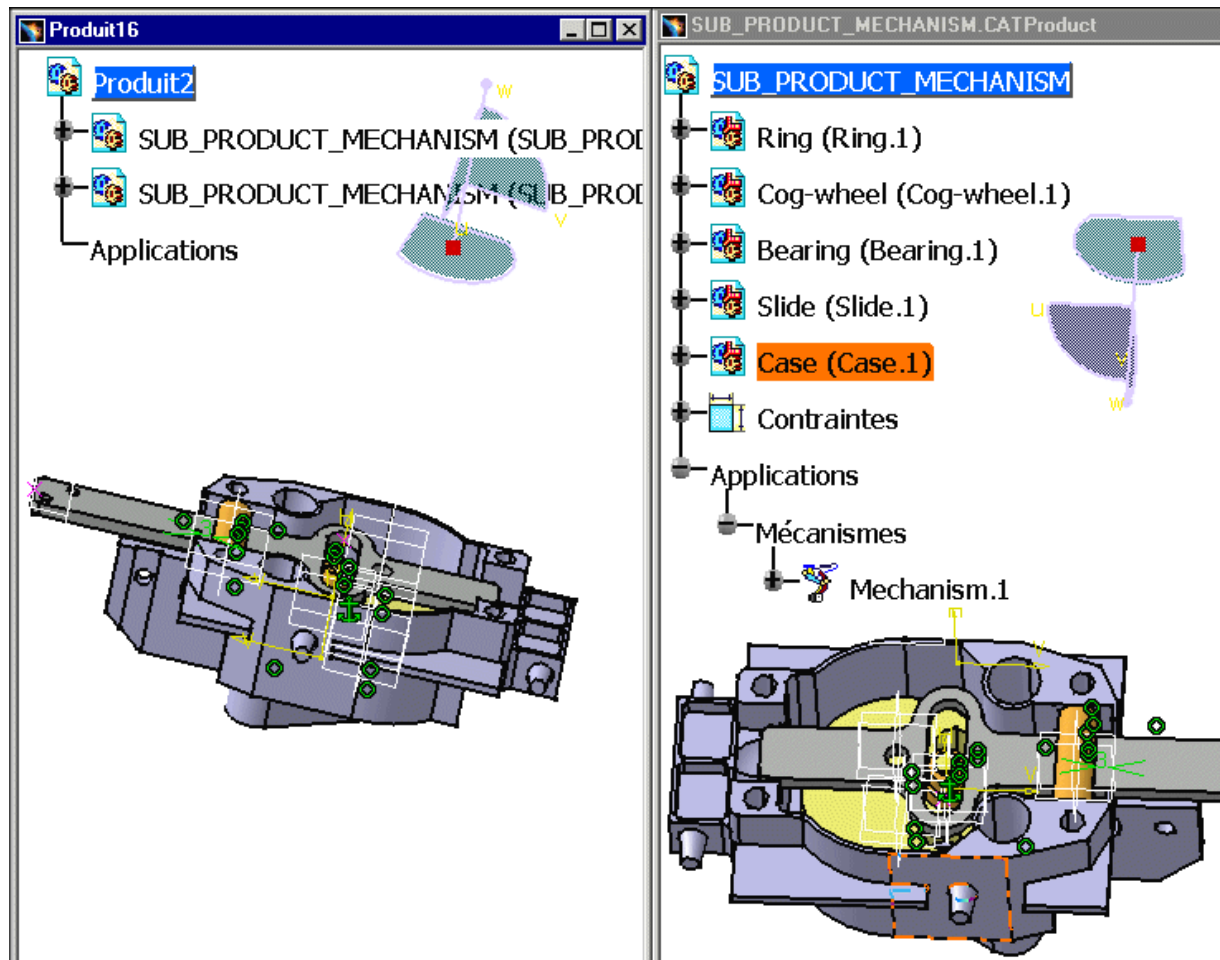 Produit16
Produit2
SUB_PRODUCT_MECHANISM (SUB_PROD
SUB_PRODUCT_MECHANISM (SUB_PROD
Applications
w
v
u
SUB_PRODUCT_MECHANISM.CATProduct
SUB_PRODUCT_MECHANISM
Ring (Ring.1)
Cog-wheel (Cog-wheel.1)
Bearing (Bearing.1)
Slide (Slide.1)
Case (Case.1)
Contraintes
Applications
Mécanismes
Mechanism.1
u
v
w